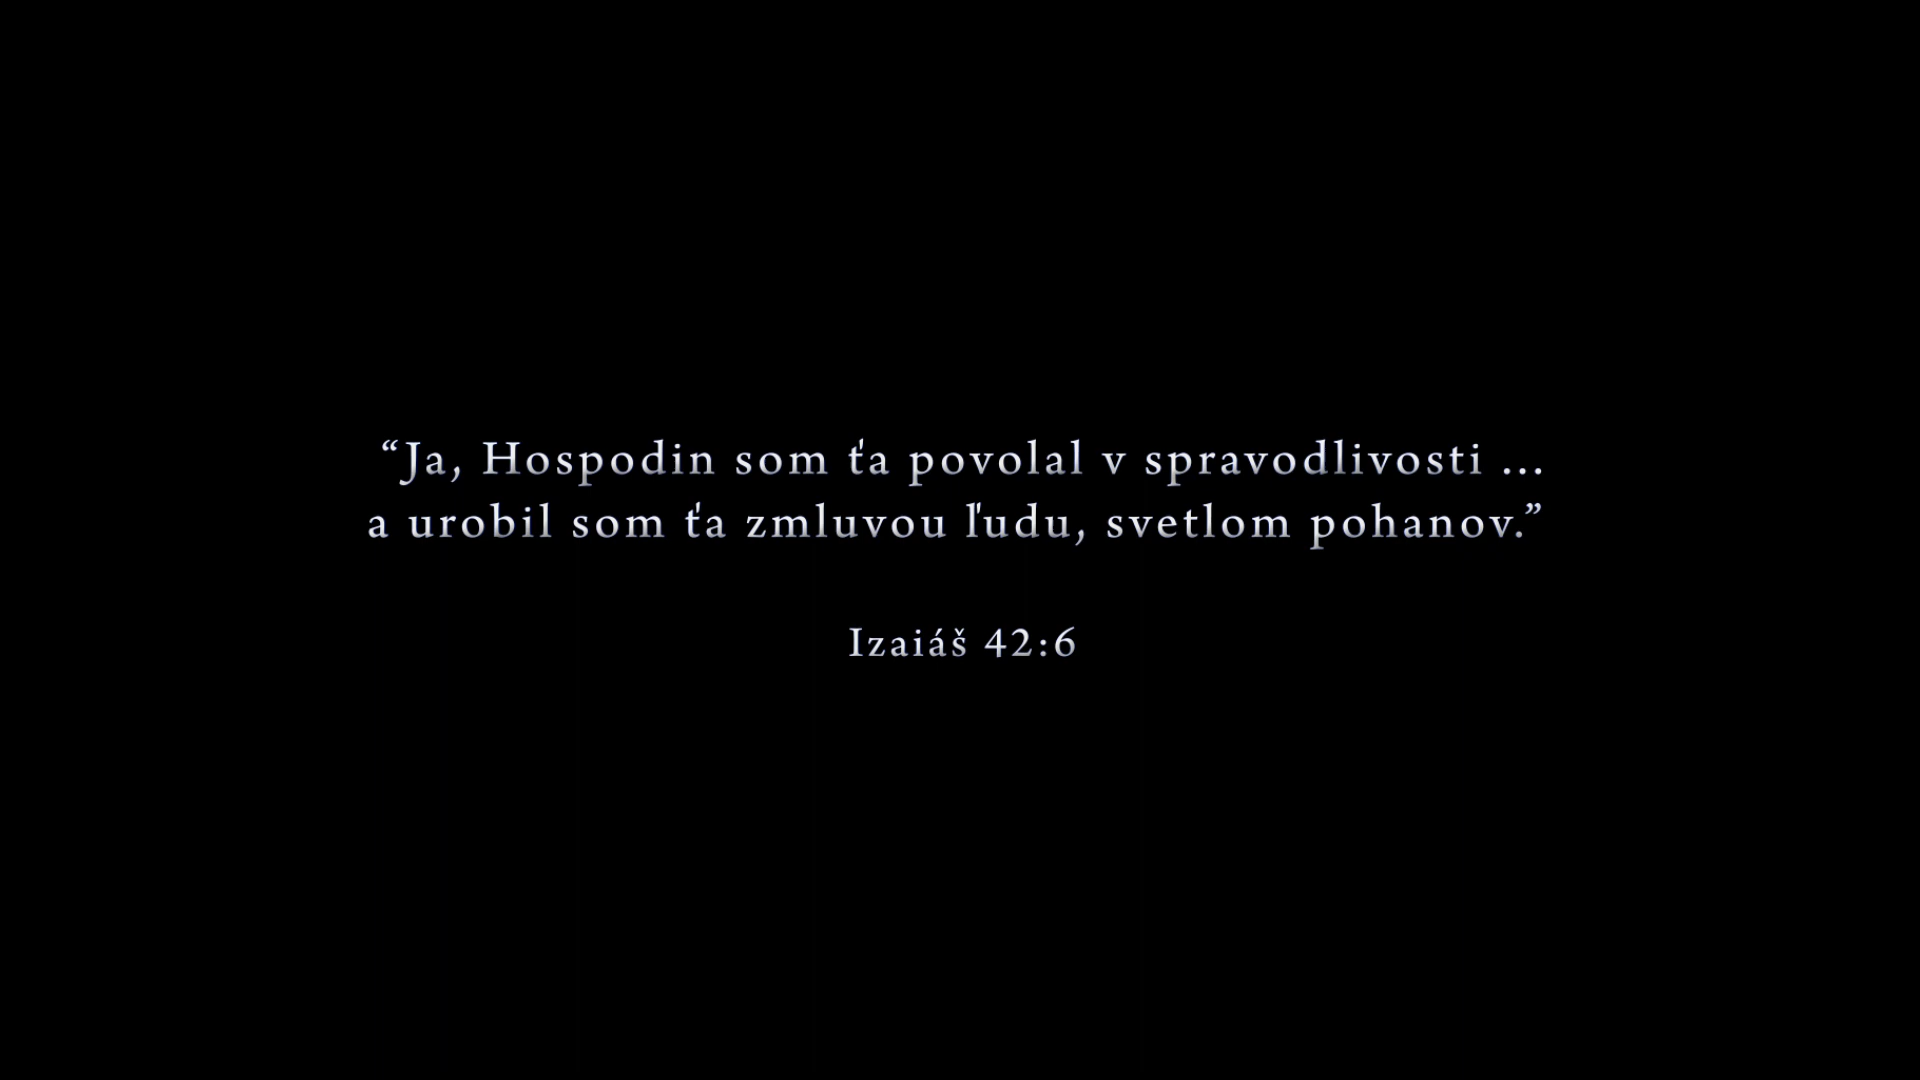 “Ja, Hospodin som ťa povolal v spravodlivosti ...
a urobil som ťa zmluvou ľudu, svetlom pohanov.”
Izaiáš 42:6